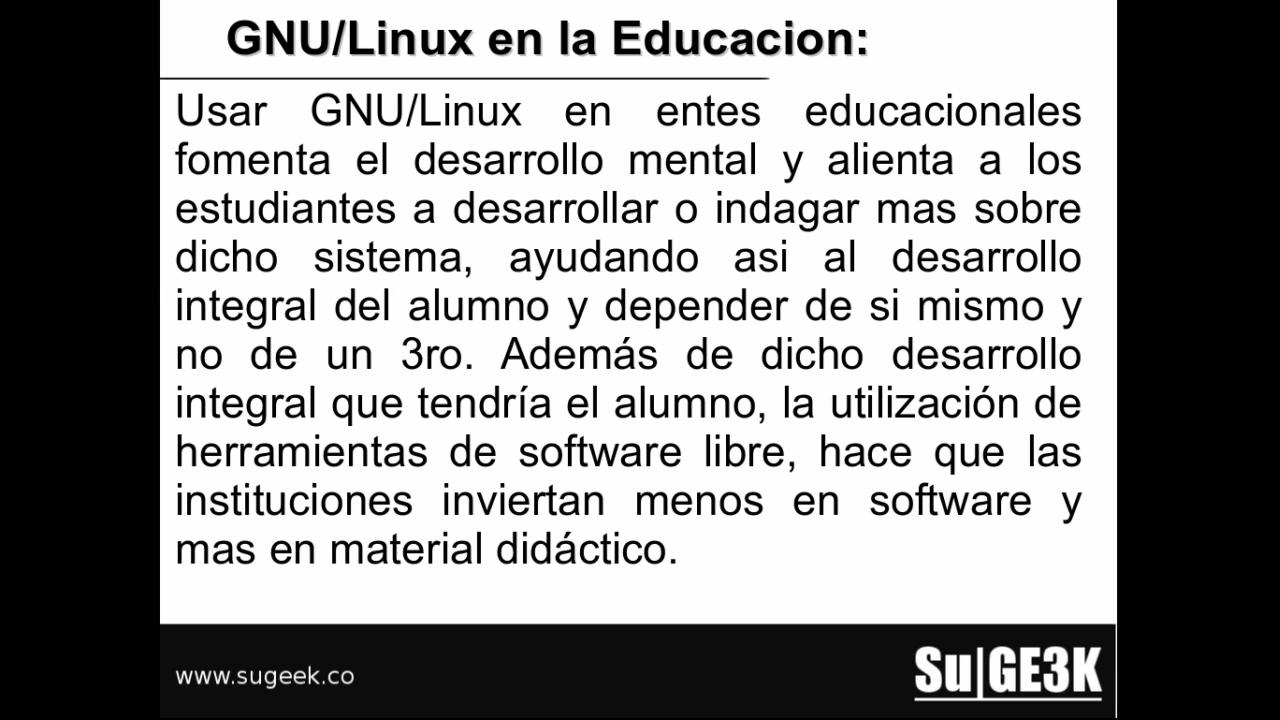 GNU/Linux en la Educacion:
Usar GNU/Linux en entes educacionales
fomenta el desarrollo mental y alienta a los
estudiantes a desarrollar o indagar mas sobre
dicho sistema, ayudando asi al desarrollo
integral del alumno y depender de si mismo y
no de un 3ro. Además de dicho desarrollo
integral que tendría el alumno, la utilización de
herramientas de software libre, hace que las
instituciones inviertan menos en software y
mas en material didáctico.
www.sugeek.co
Su|GE3K